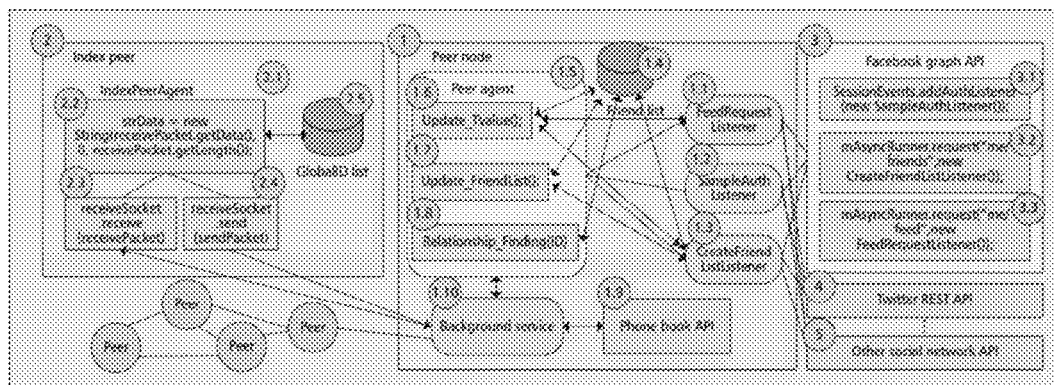 2
Index peer
2.1
IndexPeerAgent
2.2
strData = new
String(receivePacket.getData(),
0, receivePacket.getLength());
2.5
GlobalID list
2.3
receiveSocket
.receive
(receivePacket)
2.4
receiveSocket
.send
(sendPacket)
Peer
Peer
Peer
Peer
1
Peer node
1.5
Peer agent
1.4
Friend list
1.6
Update_Tvalue();
1.7
Update_FriendList();
1.8
Relationship_Finding(ID)
1.1
FeedRequest
Listener
1.2
SimpleAuth
Listener
1.3
CreateFriend
ListListener
1.10
Background service
1.9
Phone book API
3
Facebook graph API
3.1
SessionEvents.addAuthListener
(new SampleAuthListener());
3.2
mAsyncRunner.request("me/
friends",new
CreateFriendListListener());
3.3
mAsyncRunner.request("me/
feed",new
FeedRequestListener());
4
Twitter REST API
5
Other social network API